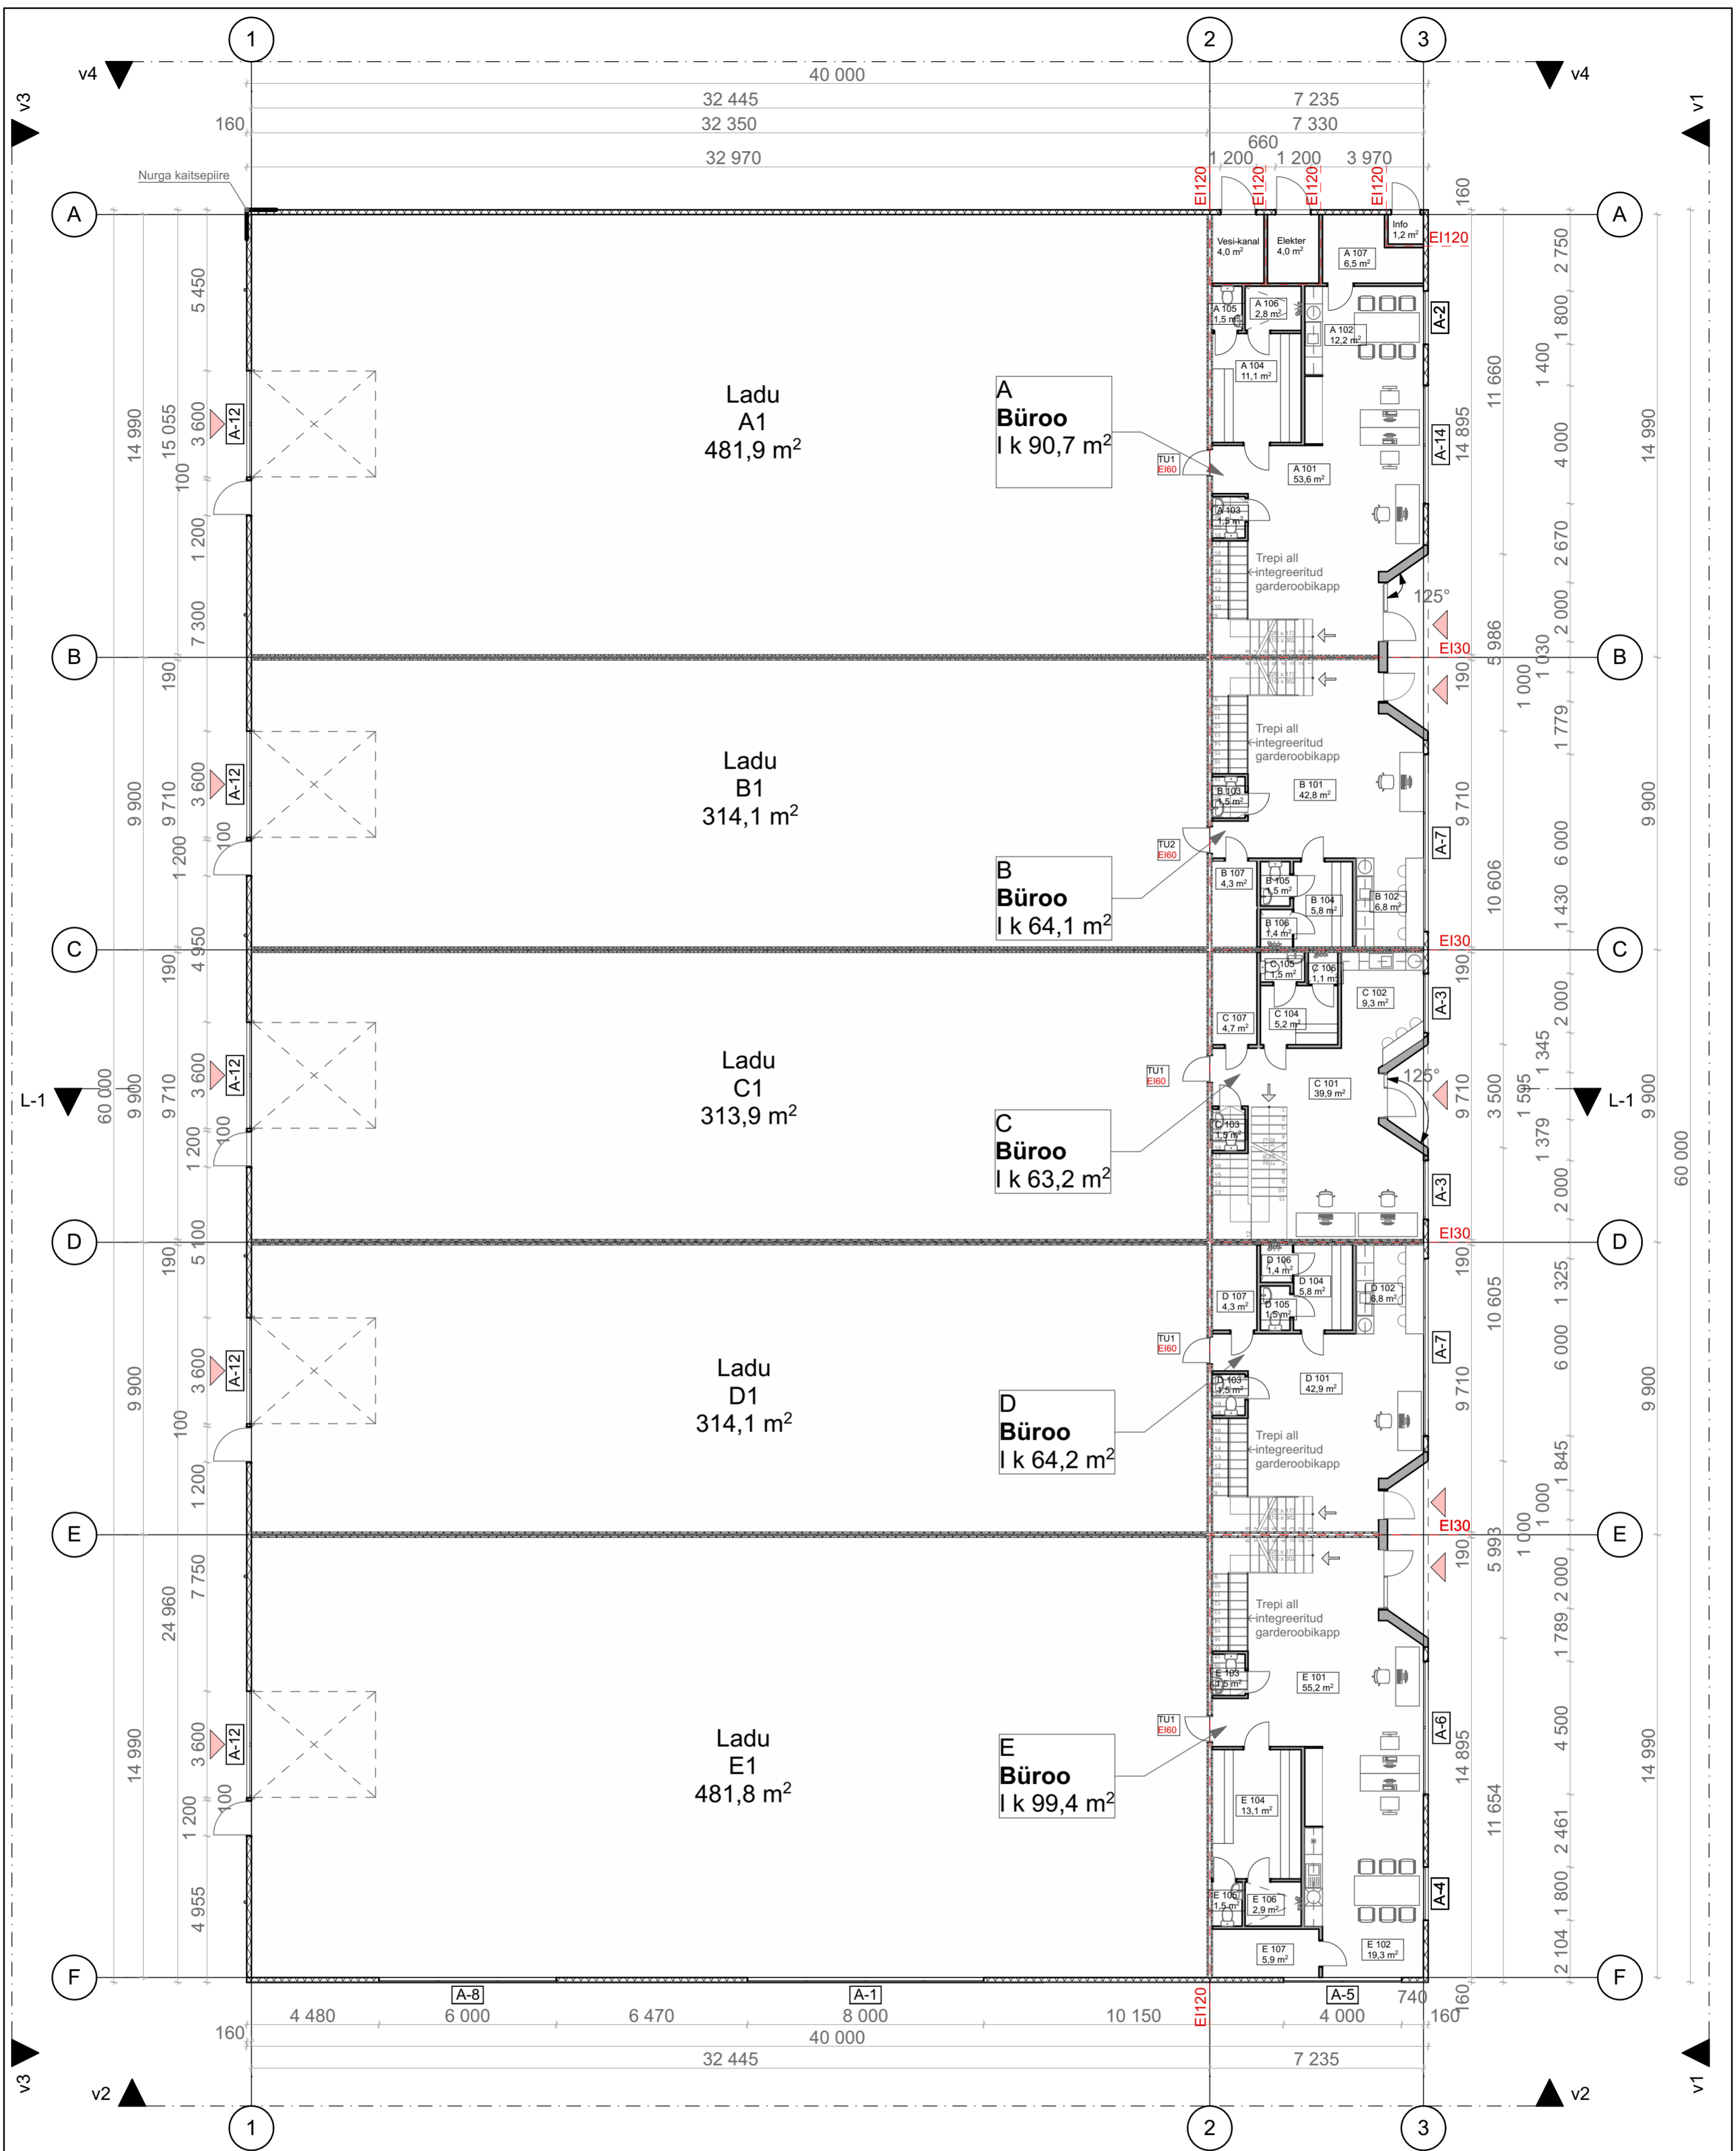 1
2
3
v4
v4
v3
v1
40 000
32 445
7 235
160
32 350
7 330
660
32 970
1 200
1 200
3 970
160
Nurga kaitsepiire
EI120
EI120
EI120
EI120
EI120
A
A
Vesi-kanal
4,0 m²
Elekter
4,0 m²
Info
1,2 m²
A 107
6,5 m²
A 105
1,5 m²
A 106
2,8 m²
A 102
12,2 m²
A 104
11,1 m²
A 101
53,6 m²
A 103
1,5 m²
Ladu
A1
481,9 m²
A
Büroo
I k 90,7 m²
TU1
EI60
Trepi all
integreeritud
garderoobikapp
125°
A-12
A-2
A-14
5 450
3 600
100
1 200
7 300
14 990
15 055
2 750
1 800
1 400
11 660
4 000
14 895
14 990
2 670
2 000
5 986
1 030
EI30
B
B
190
190
1 000
1 779
Trepi all
integreeritud
garderoobikapp
Ladu
B1
314,1 m²
B
Büroo
I k 64,1 m²
TU2
EI60
B 101
42,8 m²
B 103
1,5 m²
B 107
4,3 m²
B 105
1,5 m²
B 104
5,8 m²
B 102
6,8 m²
B 106
1,4 m²
A-12
A-7
9 900
9 710
3 600
100
1 200
4 950
9 710
6 000
10 606
1 430
9 900
EI30
C
C
190
190
C 105
1,5 m²
C 106
1,1 m²
C 102
9,3 m²
C 107
4,7 m²
C 104
5,2 m²
C 101
39,9 m²
C 103
1,5 m²
Ladu
C1
313,9 m²
C
Büroo
I k 63,2 m²
TU1
EI60
125°
A-12
A-3
A-3
L-1
L-1
60 000
9 900
9 710
3 600
100
1 200
5 100
2 000
1 345
9 710
3 500
1 595
1 379
2 000
9 900
60 000
EI30
D
D
190
190
D 106
1,4 m²
D 104
5,8 m²
D 102
6,8 m²
D 107
4,3 m²
D 105
1,5 m²
D 101
42,9 m²
D 103
1,5 m²
Ladu
D1
314,1 m²
D
Büroo
I k 64,2 m²
TU1
EI60
Trepi all
integreeritud
garderoobikapp
A-12
A-7
9 900
3 600
100
1 200
1 325
10 605
6 000
9 710
9 900
1 845
1 000
EI30
E
E
190
5 993
1 000
2 000
1 789
Trepi all
integreeritud
garderoobikapp
E 103
1,5 m²
E 101
55,2 m²
Ladu
E1
481,8 m²
E
Büroo
I k 99,4 m²
TU1
EI60
E 104
13,1 m²
E 105
1,5 m²
E 106
2,9 m²
E 107
5,9 m²
E 102
19,3 m²
A-12
A-6
A-4
7 750
24 960
14 990
3 600
100
1 200
4 955
4 500
14 895
14 990
11 654
2 461
1 800
2 104
F
F
A-8
A-1
A-5
EI120
740
160
4 480
6 000
6 470
8 000
10 150
4 000
160
160
40 000
32 445
7 235
v3
v1
v2
v2
1
2
3